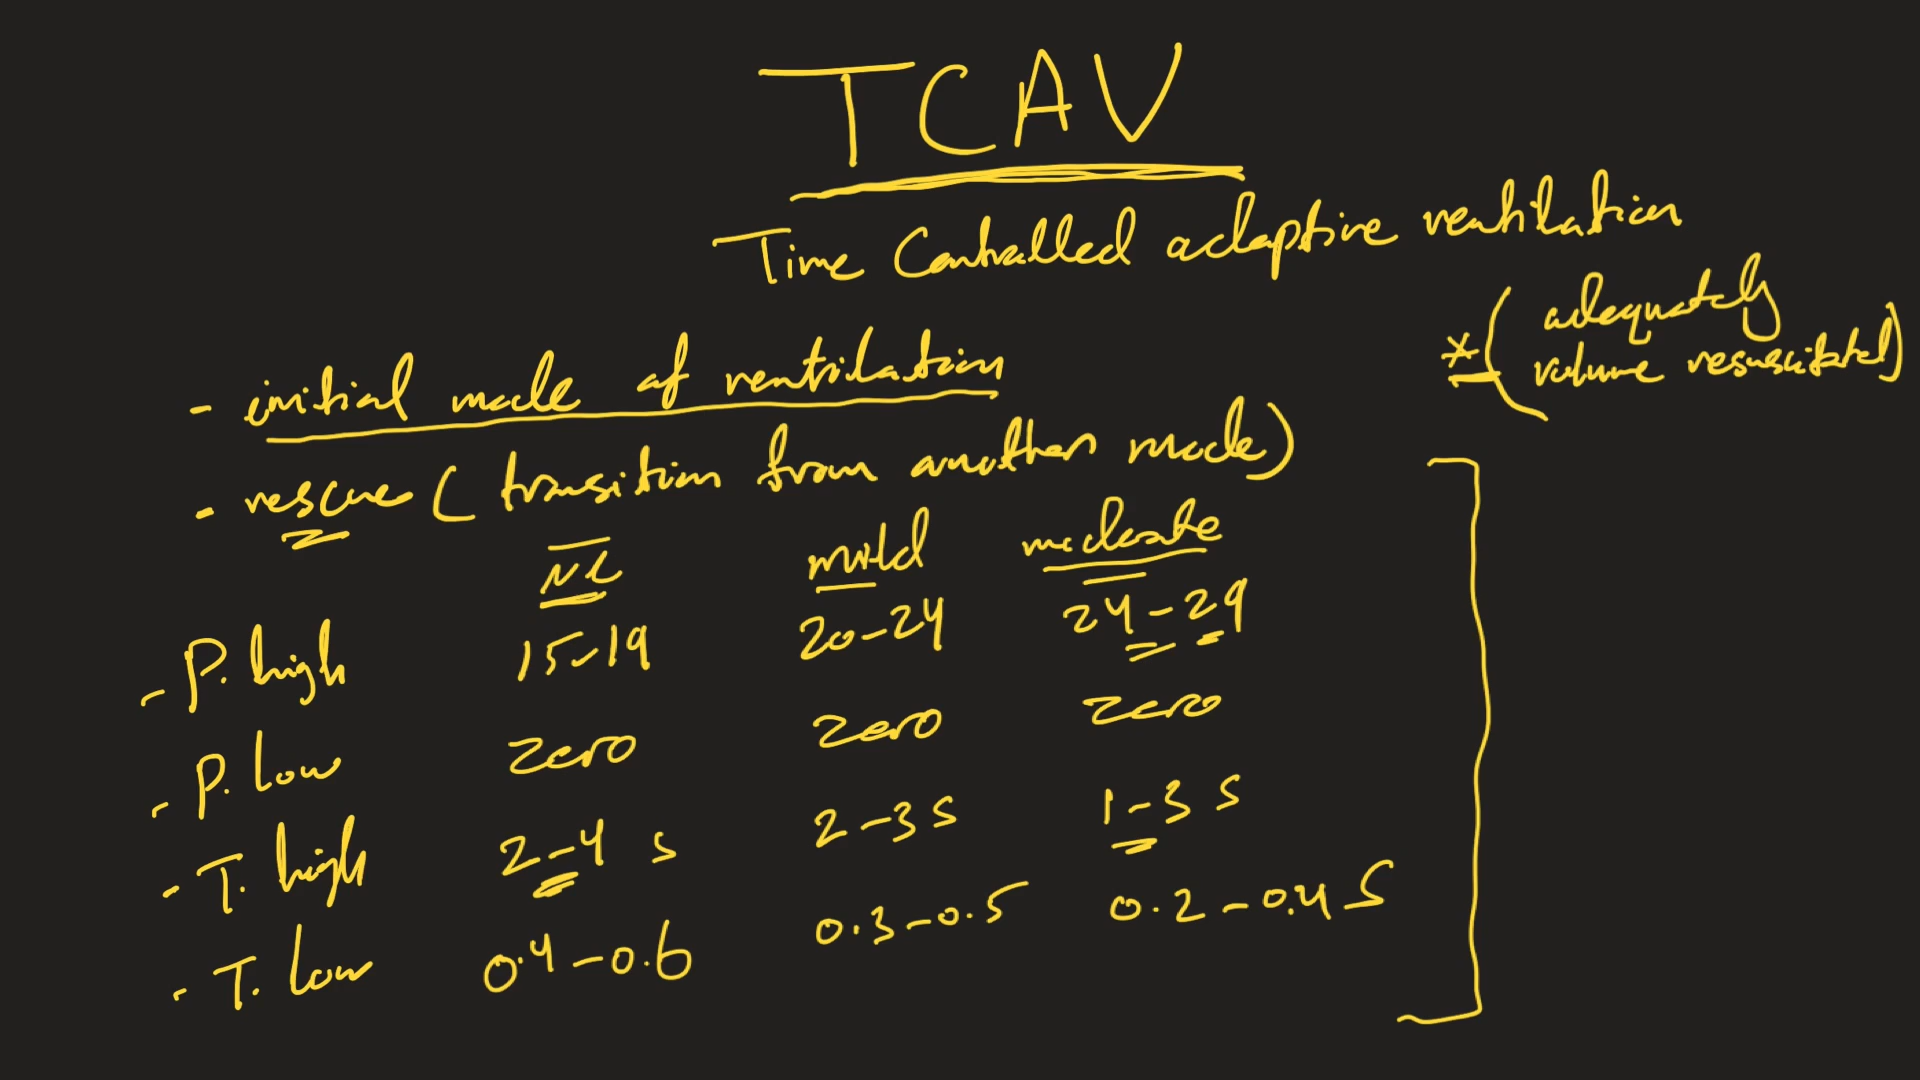 TCAV
Time Controlled adaptive ventilation
*( adequately
volume resuscitated)
- initial mode of ventilation
- rescue ( transition from another mode)
NL mild moderate
- P. high 15-19 20-24 24-29
- P. low zero zero zero
- T. high 2-4 s 2-3 s 1-3 s
- T. low 0.4-0.6 0.3-0.5 0.2-0.4 s